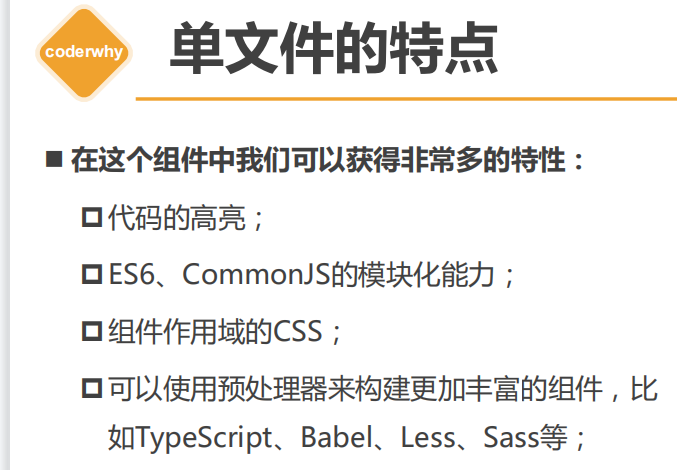 coderwhy
单文件的特点
在这个组件中我们可以获得非常多的特性：
代码的高亮；
ES6、CommonJS的模块化能力；
组件作用域的CSS；
可以使用预处理器来构建更加丰富的组件，比
如TypeScript、Babel、Less、Sass等；